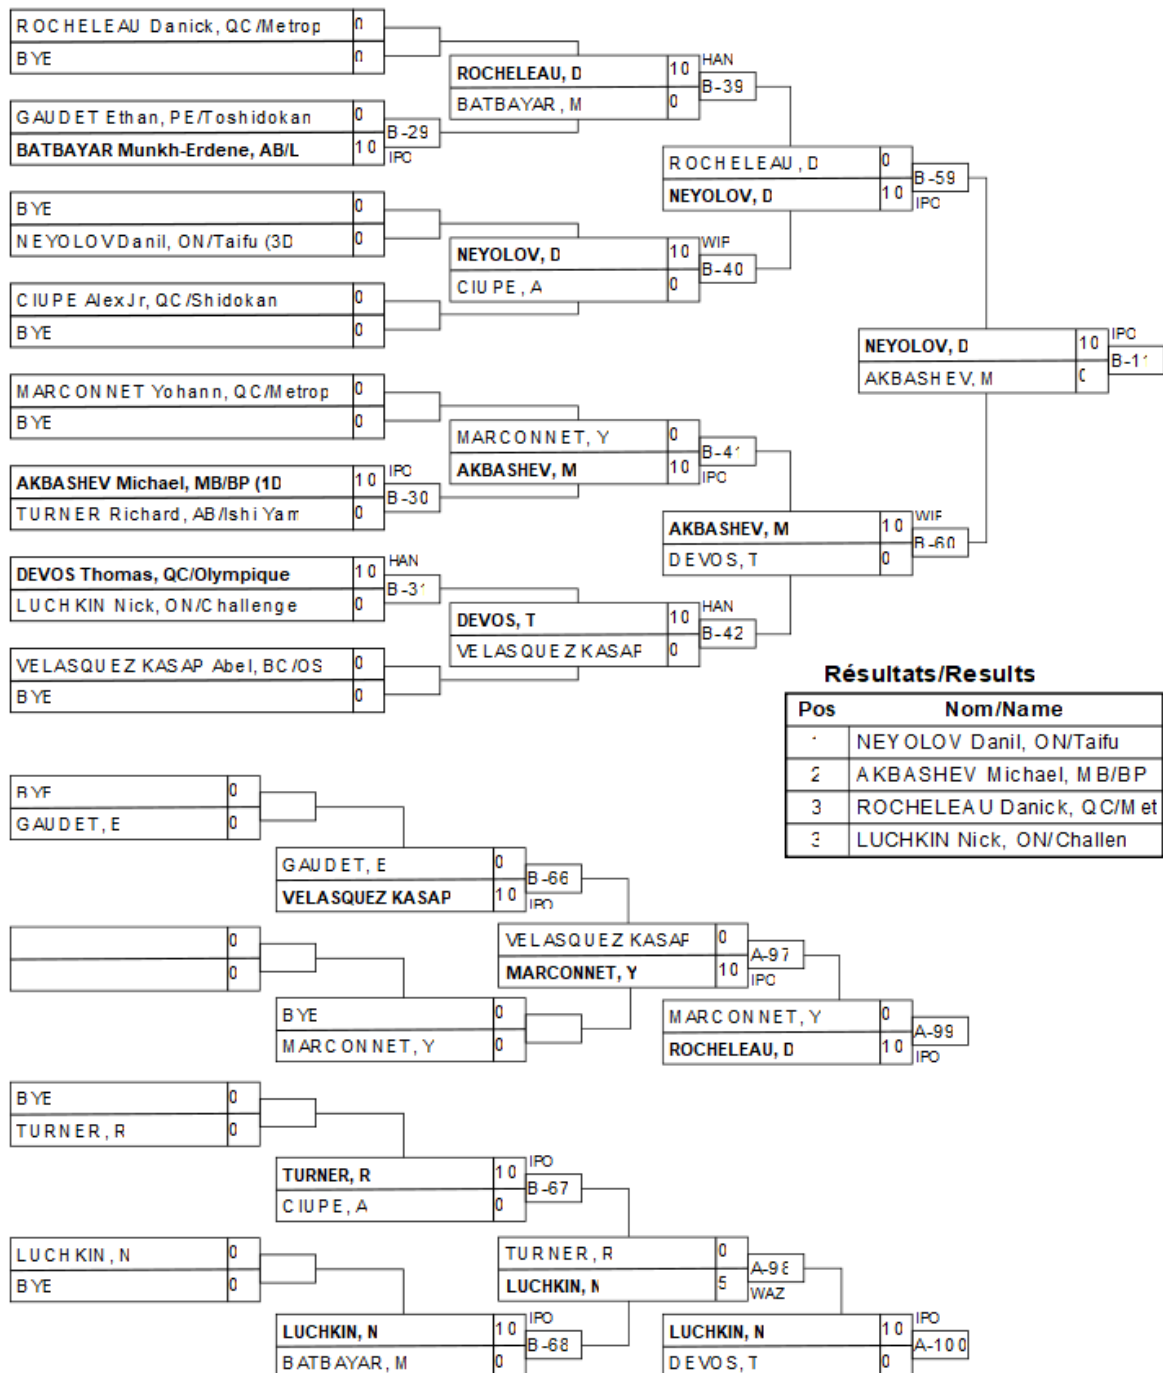 ROCHELEAU Danick, QC/Metrop 0
BYE 0
ROCHELEAU, D 10 HAN
BATBAYAR, M 0 B-39
GAUDET Ethan, PE/Toshidokan 0
BATBAYAR Munkh-Erdene, AB/L 10 B-29 IPO
ROCHELEAU, D 0
NEYOLOV, D 10 B-59 IPO
BYE 0
NEYOLOV Danil, ON/Taifu (3D 0
NEYOLOV, D 10 WIF
CIUPE, A 0 B-40
CIUPE Alex Jr, QC/Shidokan 0
BYE 0
NEYOLOV, D 10 IPO
AKBASHEV, M 0 B-11
MARCONNET Yohann, QC/Metrop 0
BYE 0
MARCONNET, Y 0
AKBASHEV, M 10 B-41 IPO
AKBASHEV Michael, MB/BP (1D 10 IPO
TURNER Richard, AB/Ishi Yam 0 B-30
AKBASHEV, M 10 WIF
DEVOS, T 0 B-60
DEVOS Thomas, QC/Olympique 10 HAN
LUCHKIN Nick, ON/Challenge 0 B-31
DEVOS, T 10 HAN
VELASQUEZ KASAP 0 B-42
VELASQUEZ KASAP Abel, BC/OS 0
BYE 0
Résultats/Results
Pos Nom/Name
1 NEYOLOV Danil, ON/Taifu
2 AKBASHEV Michael, MB/BP
3 ROCHELEAU Danick, QC/Met
3 LUCHKIN Nick, ON/Challen
BYE 0
GAUDET, E 0
GAUDET, E 0
VELASQUEZ KASAP 10 B-66 IPO
VELASQUEZ KASAP 0
MARCONNET, Y 10 A-97 IPO
0
0
BYE 0
MARCONNET, Y 0
MARCONNET, Y 0
ROCHELEAU, D 10 A-99 IPO
BYE 0
TURNER, R 0
TURNER, R 10 IPO
CIUPE, A 0 B-67
TURNER, R 0
LUCHKIN, N 5 A-98 WAZ
LUCHKIN, N 0
BYE 0
LUCHKIN, N 10 IPO
BATBAYAR, M 0 B-68
LUCHKIN, N 10 IPO
DEVOS, T 0 A-100